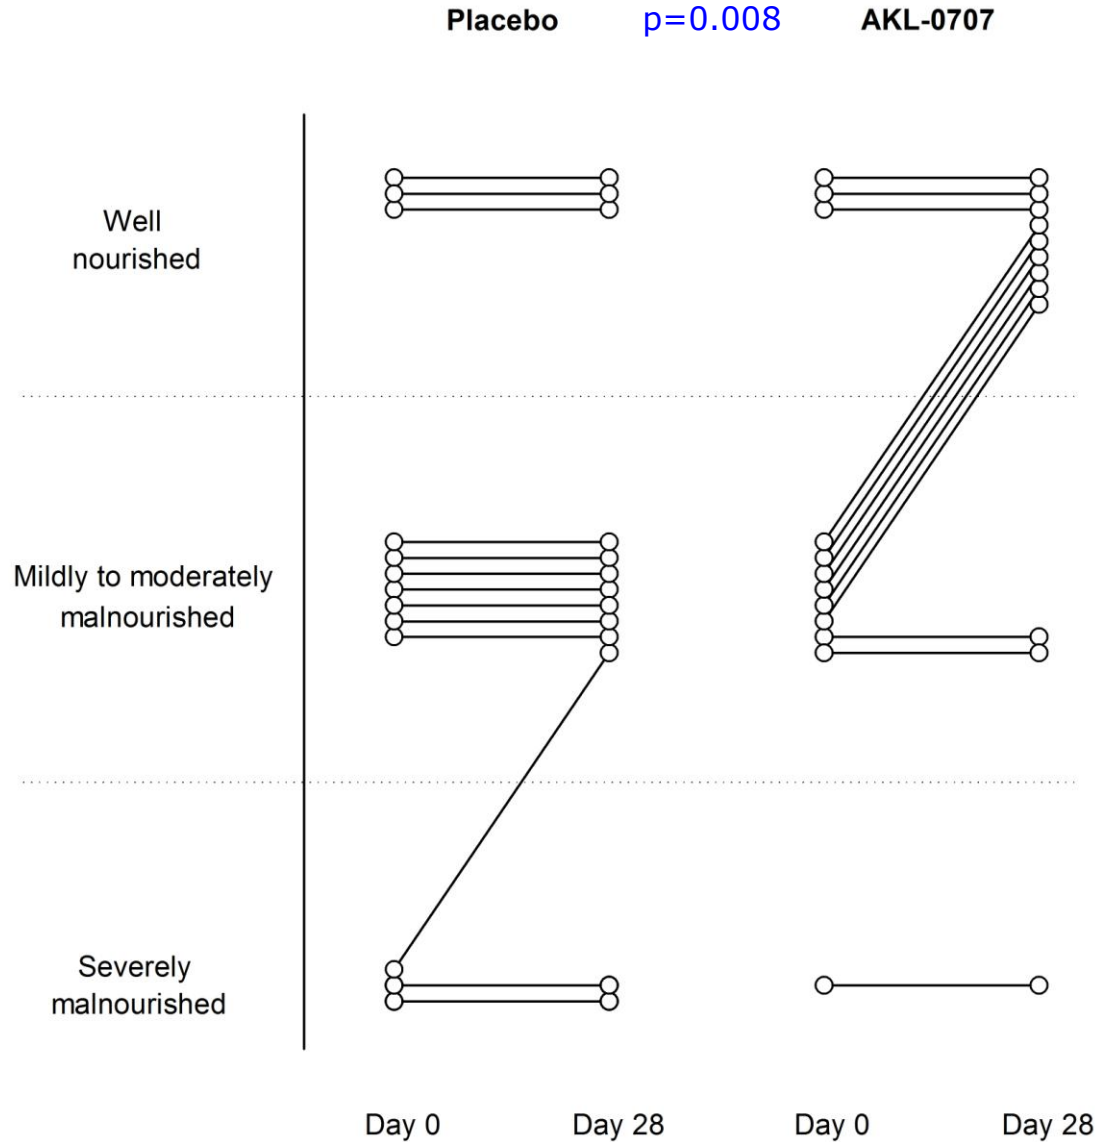 Placebo p=0.008 AKL-0707
Well
nourished
Mildly to moderately
malnourished
Severely
malnourished
Day 0 Day 28 Day 0 Day 28